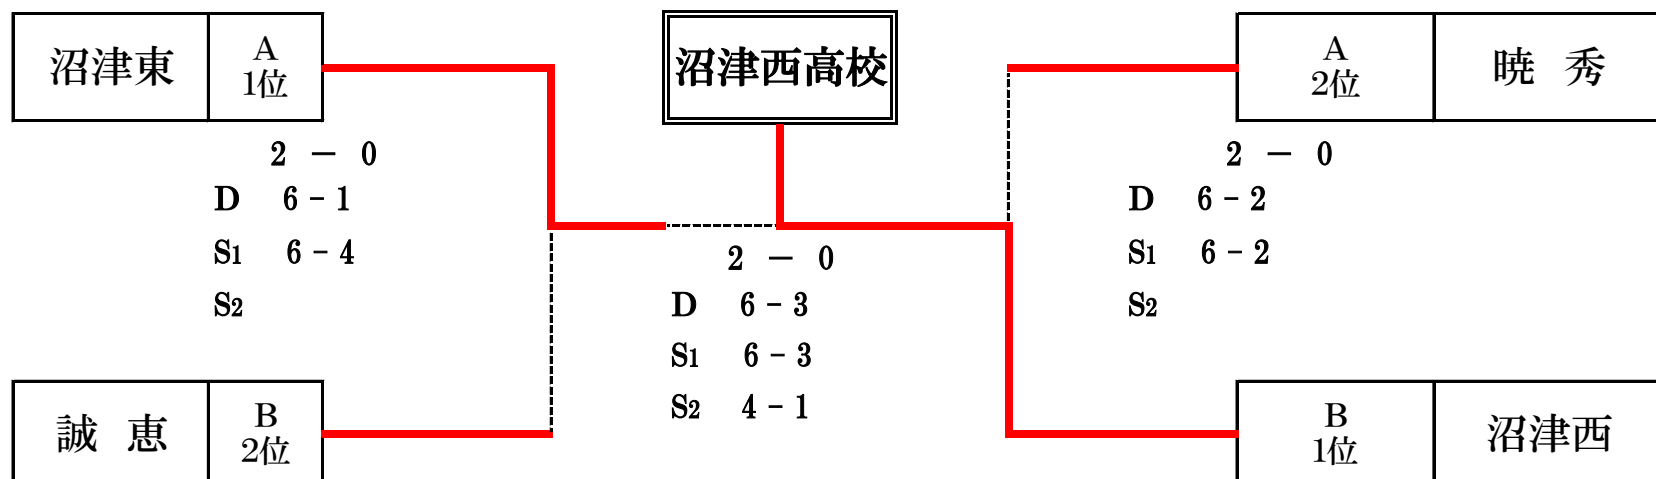 沼津東
A
1位
沼津西高校
A
2位
暁 秀
2 － 0
D 6 − 1
S1 6 − 4
S2
2 － 0
D 6 − 3
S1 6 − 3
S2 4 − 1
2 － 0
D 6 − 2
S1 6 − 2
S2
誠 恵
B
2位
B
1位
沼津西